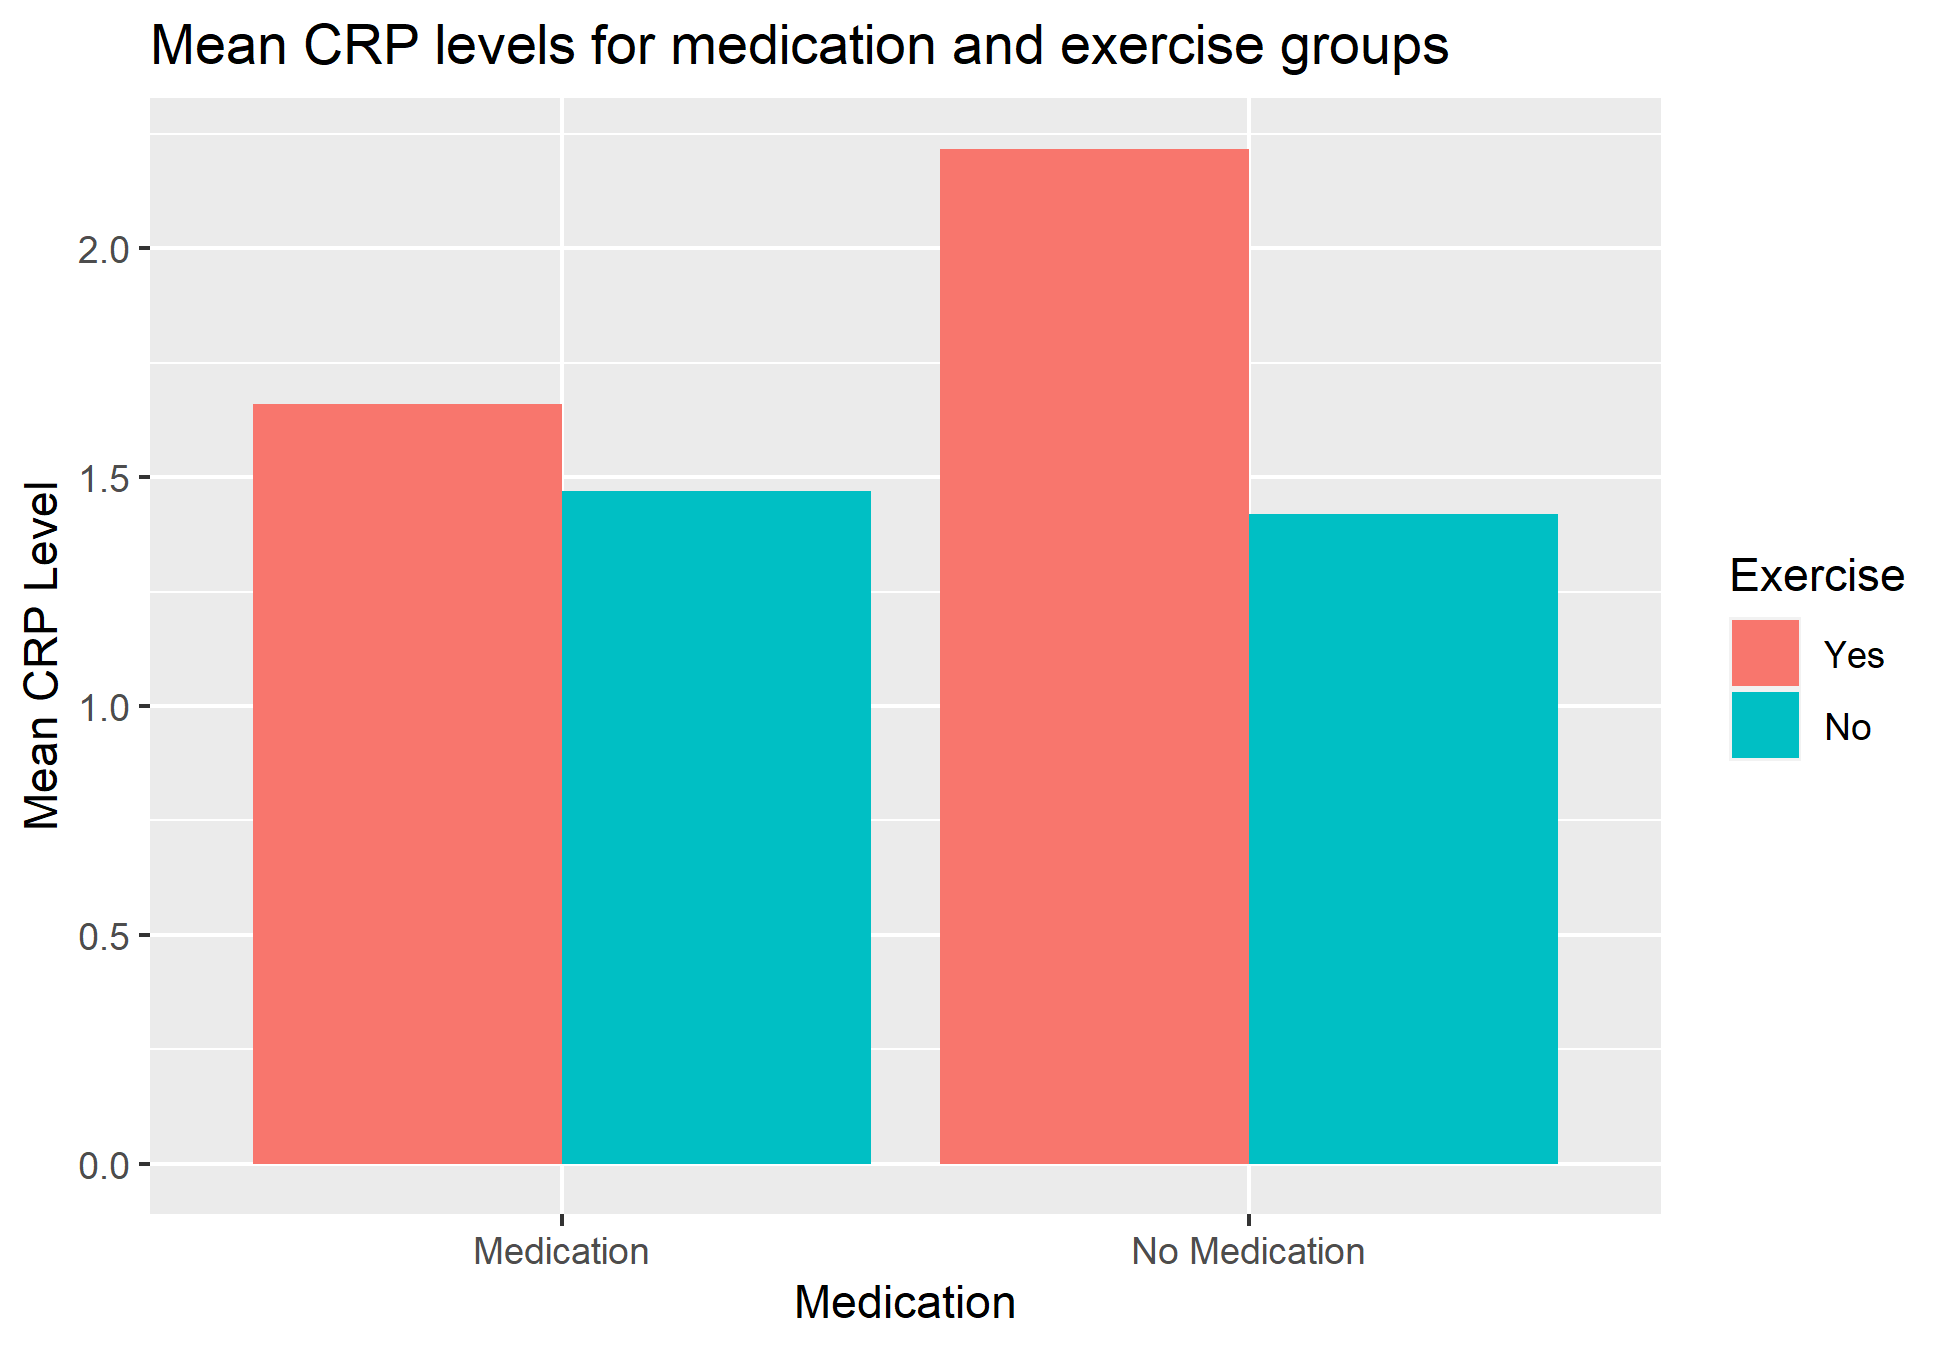 Mean CRP levels for medication and exercise groups
Mean CRP Level
2.0
1.5
1.0
0.5
0.0
Medication
No Medication
Medication
Exercise
Yes
No